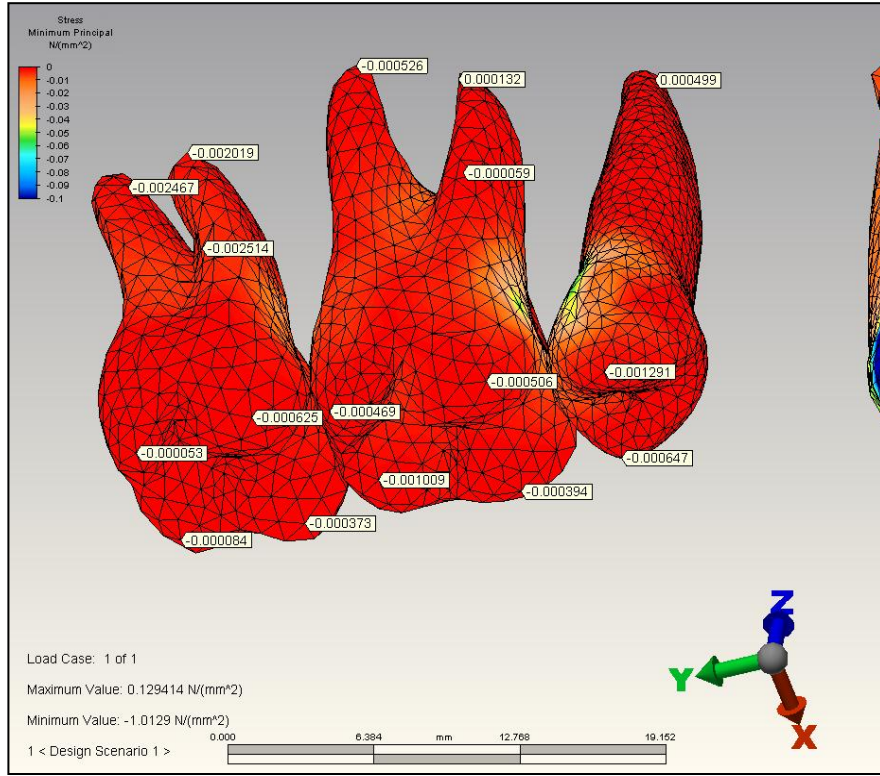 Stress
Minimum Principal
N/(mm^2)
0
-0.01
-0.02
-0.03
-0.04
-0.05
-0.06
-0.07
-0.08
-0.09
-0.1
-0.000526
0.000132
0.000499
-0.002019
-0.000059
-0.002467
-0.002514
-0.001291
-0.000506
-0.000469
-0.000625
-0.000053
-0.000647
-0.001009
-0.000394
-0.000373
-0.000084
Z
Y
X
Load Case: 1 of 1
Maximum Value: 0.129414 N/(mm^2)
Minimum Value: -1.0129 N/(mm^2)
0.000 6.384 mm 12.768 19.152
1 < Design Scenario 1 >